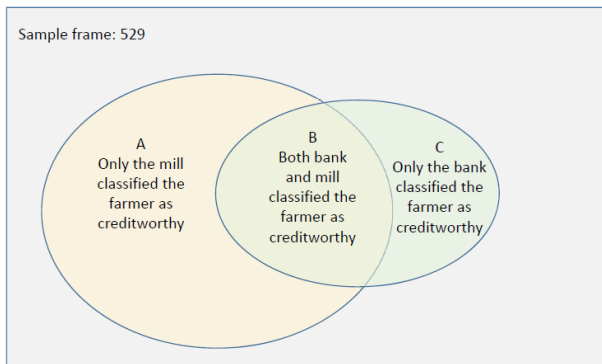 Sample frame: 529
A
Only the mill
classified the
farmer as
creditworthy
B
Both bank
and mill
classified the
farmer as
creditworthy
C
Only the bank
classified the
farmer as
creditworthy